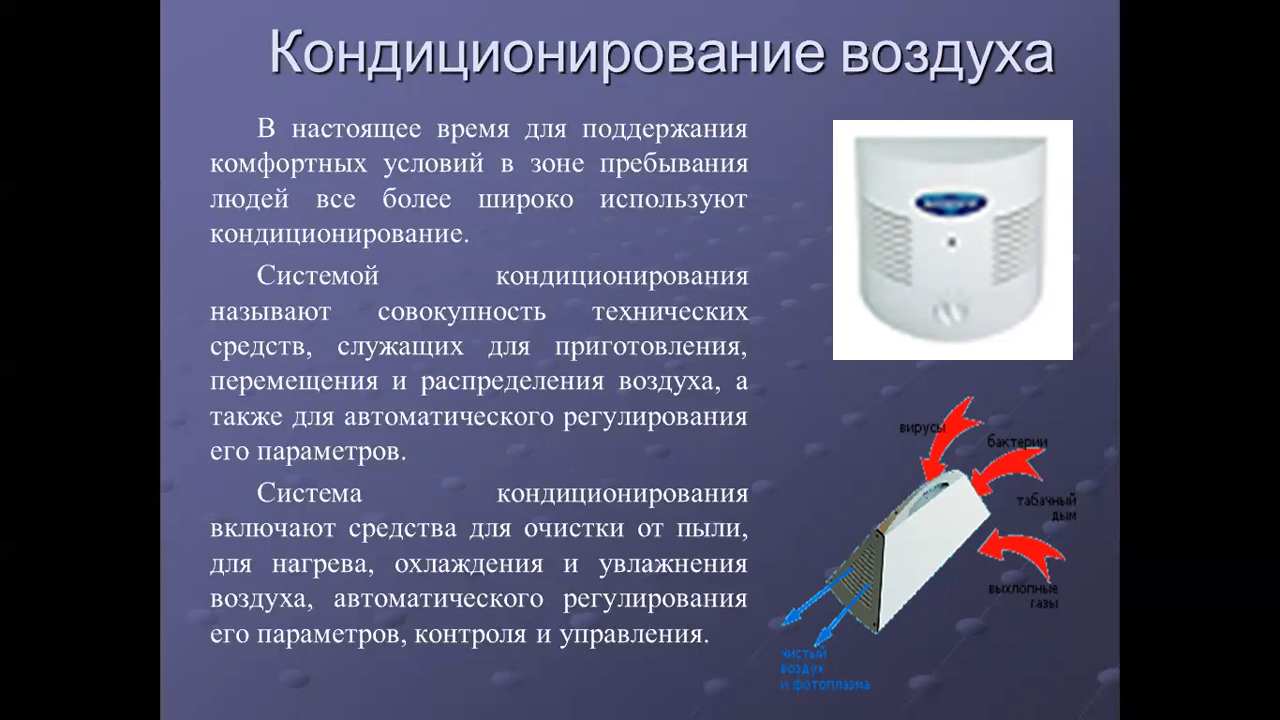 Кондиционирование воздуха
В настоящее время для поддержания
комфортных условий в зоне пребывания
людей все более широко используют
кондиционирование.
Системой кондиционирования
называют совокупность технических
средств, служащих для приготовления,
перемещения и распределения воздуха, а
также для автоматического регулирования
его параметров.
Система кондиционирования
включают средства для очистки от пыли,
для нагрева, охлаждения и увлажнения
воздуха, автоматического регулирования
его параметров, контроля и управления.
вирусы
бактерии
табачный
дым
выхлопные
газы
чистый
воздух
и фотоплазма